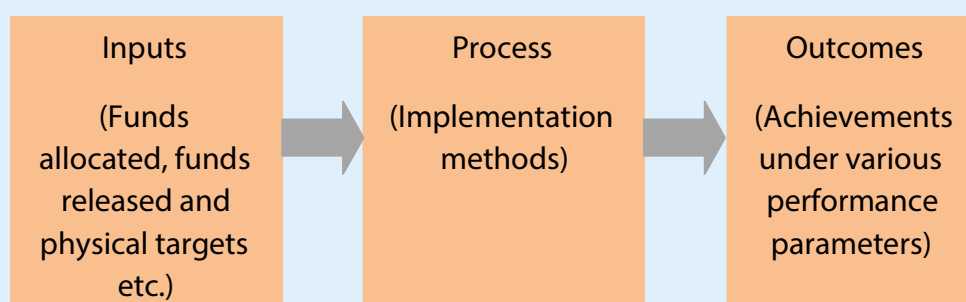 Inputs
(Funds
allocated, funds
released and
physical targets
etc.)
Process
(Implementation
methods)
Outcomes
(Achievements
under various
performance
parameters)